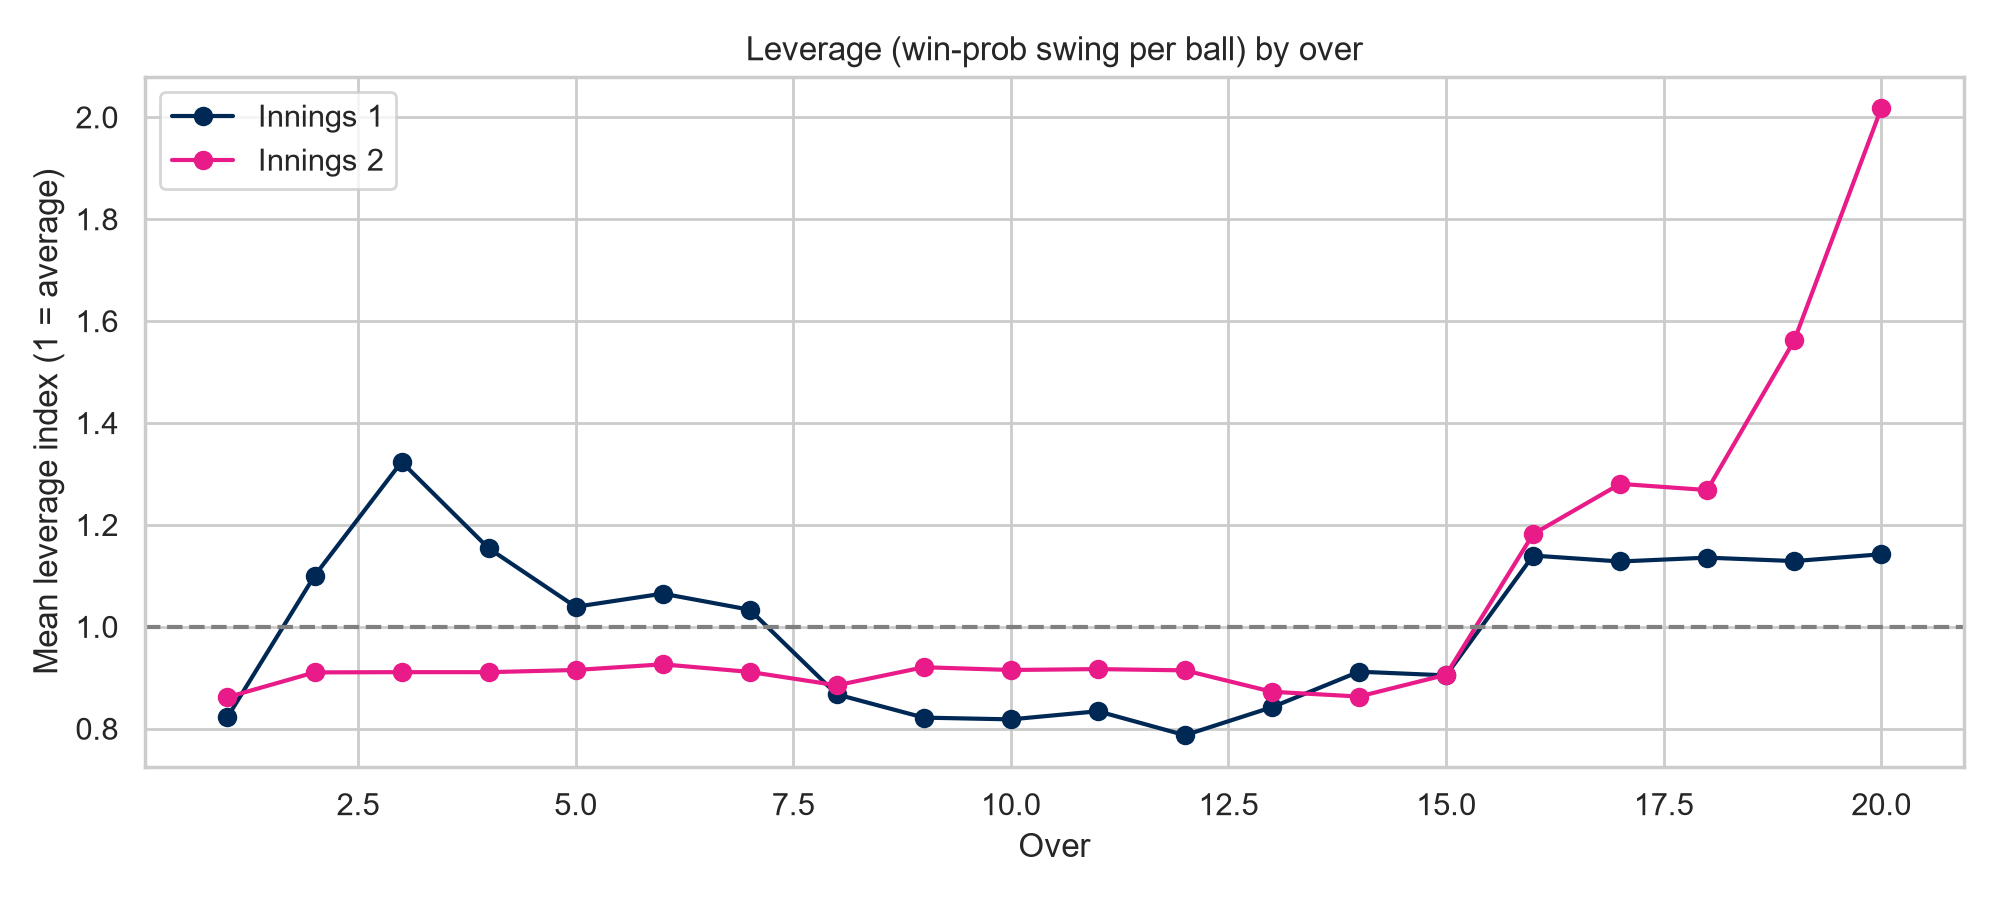 Leverage (win-prob swing per ball) by over
Innings 1
Innings 2
Mean leverage index (1 = average)
2.0
1.8
1.6
1.4
1.2
1.0
0.8
2.5 5.0 7.5 10.0 12.5 15.0 17.5 20.0
Over